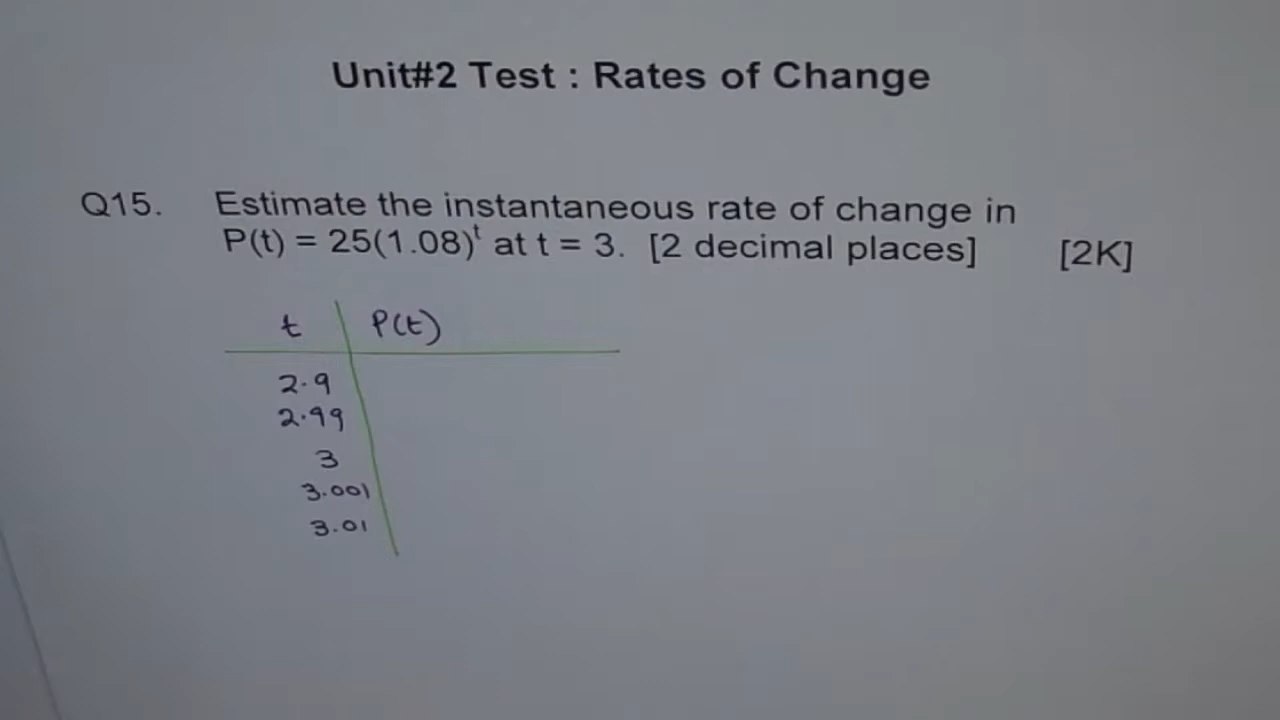 Unit#2 Test : Rates of Change
Q15. Estimate the instantaneous rate of change in
P(t) = 25(1.08)^t at t = 3. [2 decimal places] [2K]
t P(t)
2.9
2.99
3
3.001
3.01